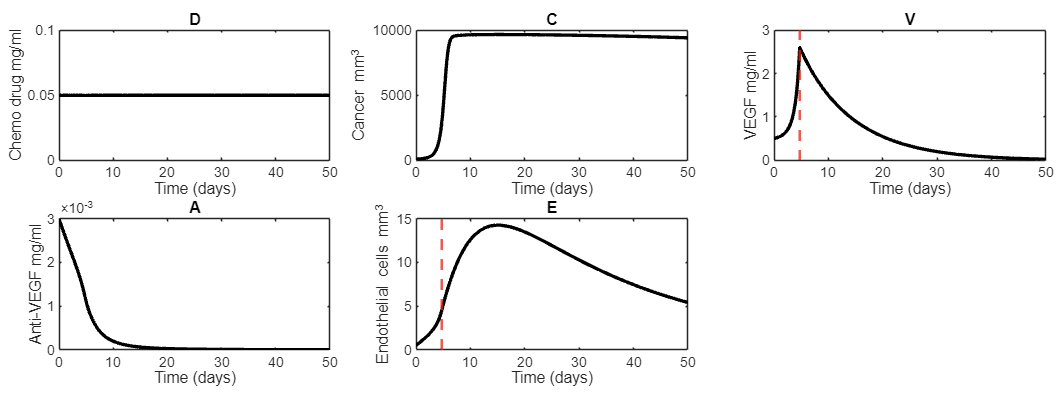 D
Chemo drug mg/ml
0.1
0.05
0
0 10 20 30 40 50
Time (days)
C
Cancer mm³
10000
5000
0
0 10 20 30 40 50
Time (days)
V
VEGF mg/ml
3
2
1
0
0 10 20 30 40 50
Time (days)
A
×10⁻³
Anti-VEGF mg/ml
3
2
1
0
0 10 20 30 40 50
Time (days)
E
Endothelial cells mm³
15
10
5
0
0 10 20 30 40 50
Time (days)